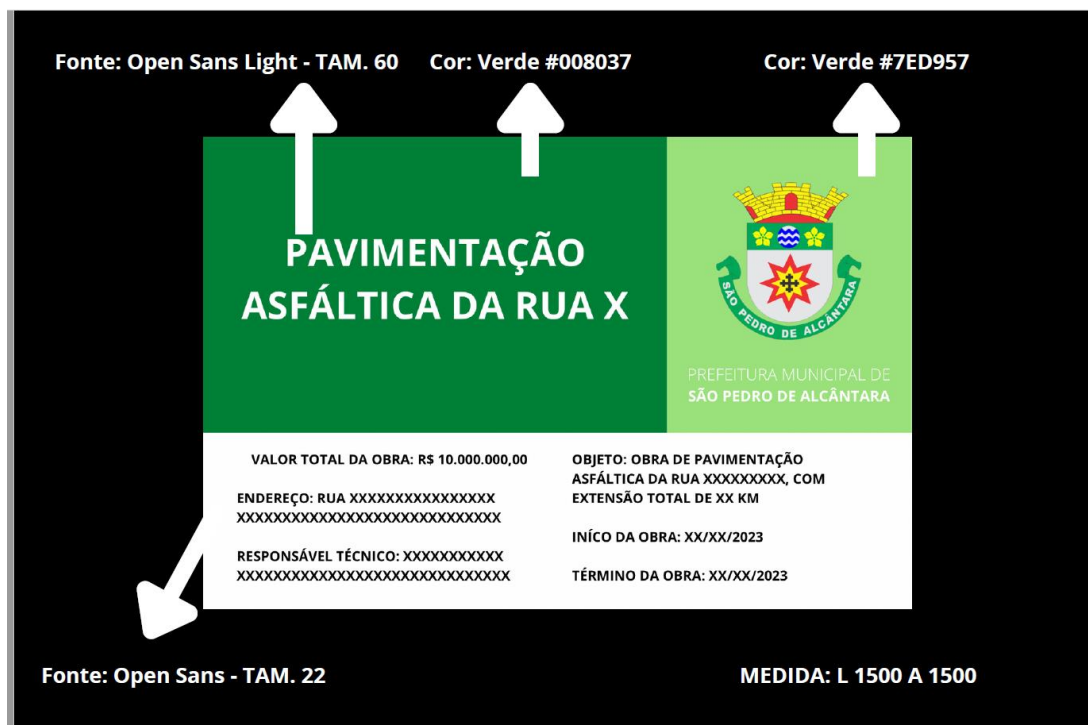 Fonte: Open Sans Light - TAM. 60
Cor: Verde #008037
Cor: Verde #7ED957
PAVIMENTAÇÃO
ASFÁLTICA DA RUA X
SÃO PEDRO DE ALCÂNTARA
PREFEITURA MUNICIPAL DE
SÃO PEDRO DE ALCÂNTARA
VALOR TOTAL DA OBRA: R$ 10.000.000,00
ENDEREÇO: RUA XXXXXXXXXXXXXXXX
XXXXXXXXXXXXXXXXXXXXXXXXXXXXX
RESPONSÁVEL TÉCNICO: XXXXXXXXXXX
XXXXXXXXXXXXXXXXXXXXXXXXXXXXXX
OBJETO: OBRA DE PAVIMENTAÇÃO
ASFÁLTICA DA RUA XXXXXXXXX, COM
EXTENSÃO TOTAL DE XX KM
INÍCO DA OBRA: XX/XX/2023
TÉRMINO DA OBRA: XX/XX/2023
Fonte: Open Sans - TAM. 22
MEDIDA: L 1500 A 1500